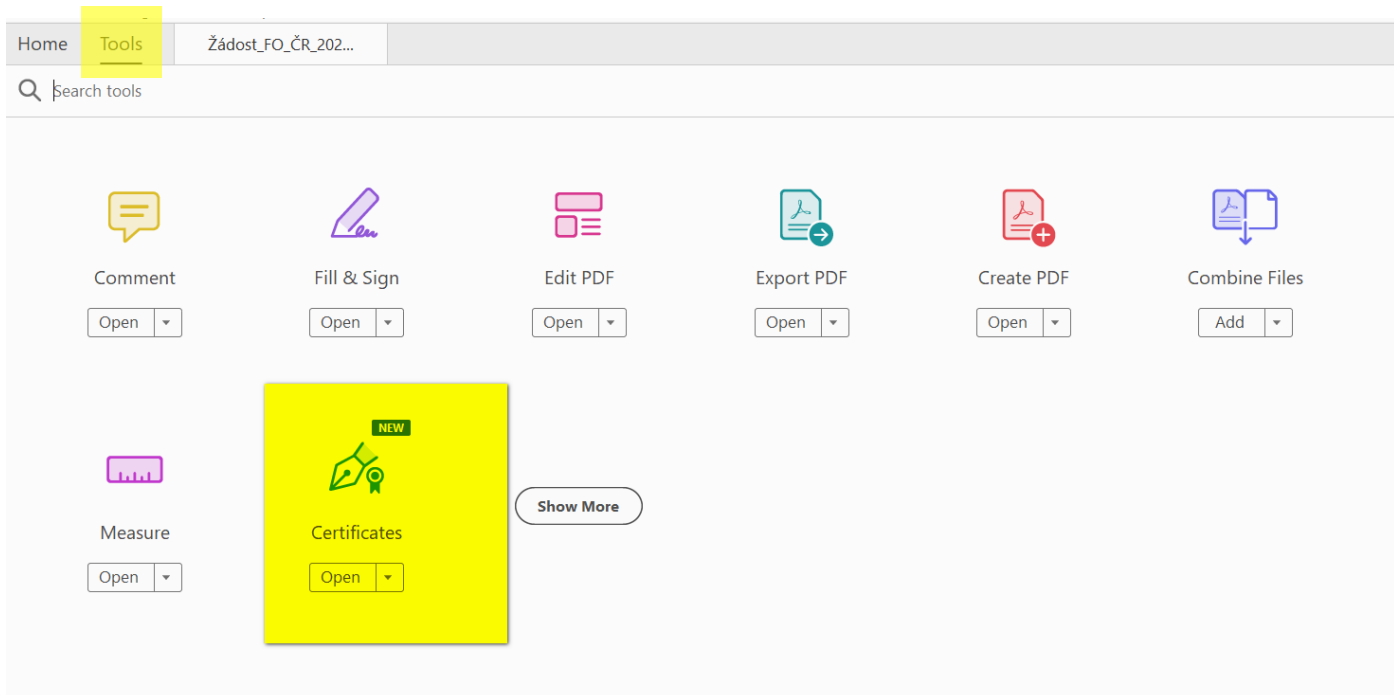 Home Tools Žádost_FO_ČR_202...
Search tools
Comment Fill & Sign Edit PDF Export PDF Create PDF Combine Files
Open Open Open Open Open Add
NEW
Measure Certificates Show More
Open Open